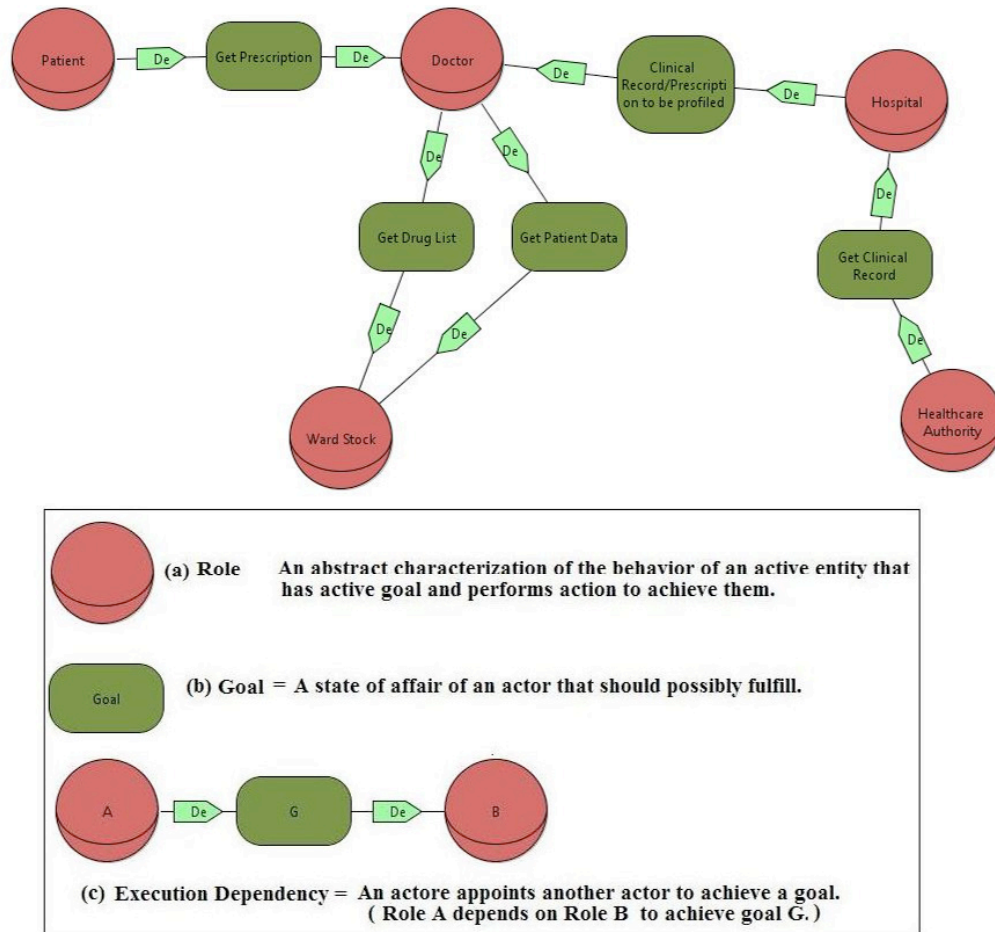 Patient
De
Get Prescription
De
Doctor
De
Clinical
Record/Prescripti
on to be profiled
De
Hospital
De
De
De
Get Drug List
Get Patient Data
Get Clinical
Record
De
De
De
Ward Stock
Healthcare
Authority
(a) Role An abstract characterization of the behavior of an active entity that
has active goal and performs action to achieve them.
Goal
(b) Goal = A state of affair of an actor that should possibly fulfill.
A
De
G
De
B
(c) Execution Dependency = An actore appoints another actor to achieve a goal.
( Role A depends on Role B to achieve goal G. )